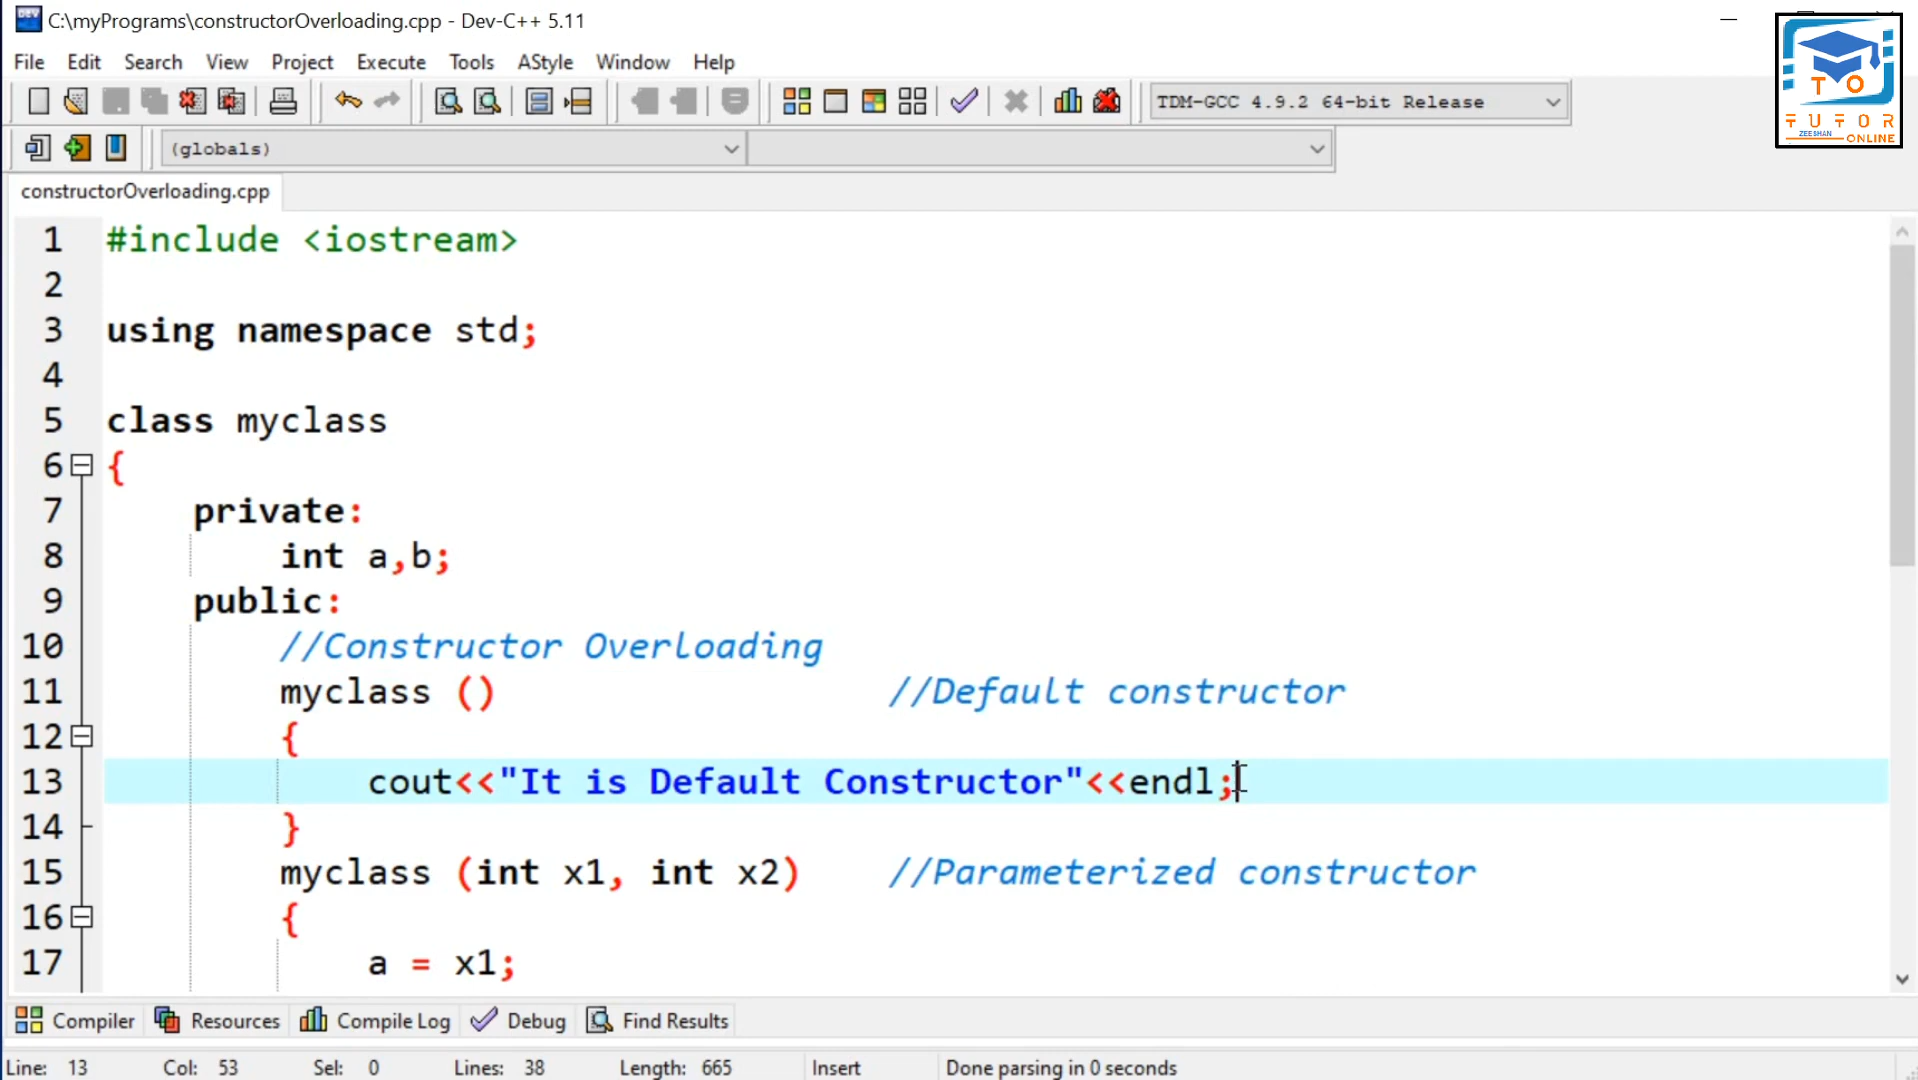 C:\myPrograms\constructorOverloading.cpp - Dev-C++ 5.11
File Edit Search View Project Execute Tools AStyle Window Help
TDM-GCC 4.9.2 64-bit Release
(globals)
T O
TUTOR
ZEESHAN ONLINE
constructorOverloading.cpp
1 #include <iostream>
2
3 using namespace std;
4
5 class myclass
6 {
7 private:
8 int a,b;
9 public:
10 //Constructor Overloading
11 myclass () //Default constructor
12 {
13 cout<<"It is Default Constructor"<<endl;
14 }
15 myclass (int x1, int x2) //Parameterized constructor
16 {
17 a = x1;
Compiler Resources Compile Log Debug Find Results
Line: 13 Col: 53 Sel: 0 Lines: 38 Length: 665 Insert Done parsing in 0 seconds